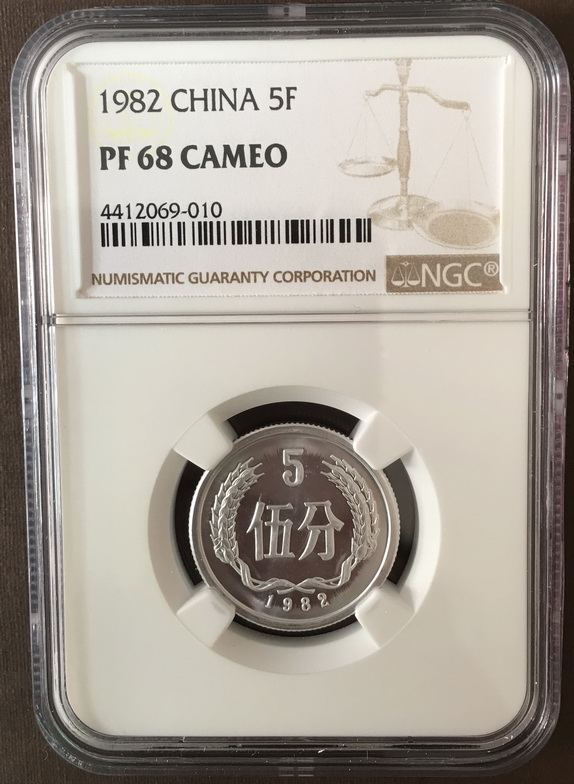 1982 CHINA 5F
PF 68 CAMEO
4412069-010
NUMISMATIC GUARANTY CORPORATION
NGC®
5
伍分
1982